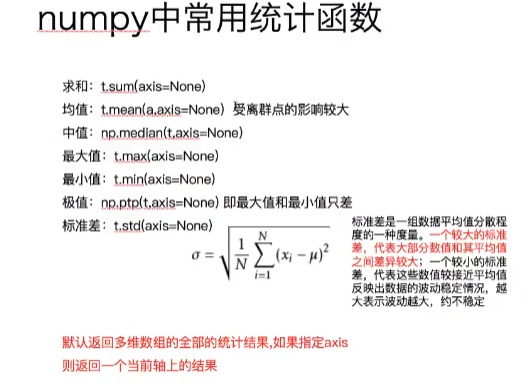 numpy中常用统计函数
求和：t.sum(axis=None)
均值：t.mean(a,axis=None) 受离群点的影响较大
中值：np.median(t,axis=None)
最大值：t.max(axis=None)
最小值：t.min(axis=None)
极值：np.ptp(t,axis=None) 即最大值和最小值只差
标准差：t.std(axis=None)
σ = √(1/N ∑_{i=1}^{N} (x_i − μ)²)
标准差是一组数据平均值分散程
度的一种度量。一个较大的标准
差，代表大部分数值和其平均值
之间差异较大；一个较小的标准
差，代表这些数值较接近平均值
反映出数据的波动稳定情况，越
大表示波动越大，约不稳定
默认返回多维数组的全部的统计结果,如果指定axis
则返回一个当前轴上的结果